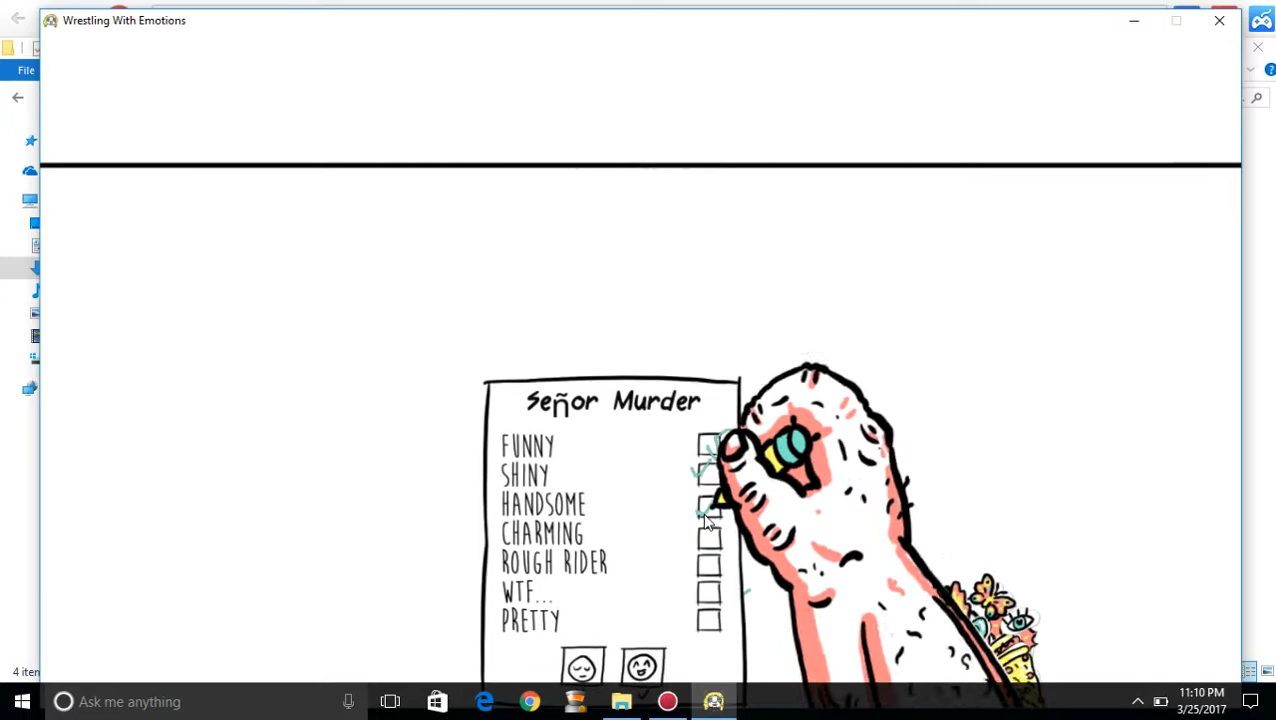 Wrestling With Emotions
File
Señor Murder
FUNNY
SHINY
HANDSOME
CHARMING
ROUGH RIDER
WTF...
PRETTY
4 iten
Ask me anything
11:10 PM
3/25/2017